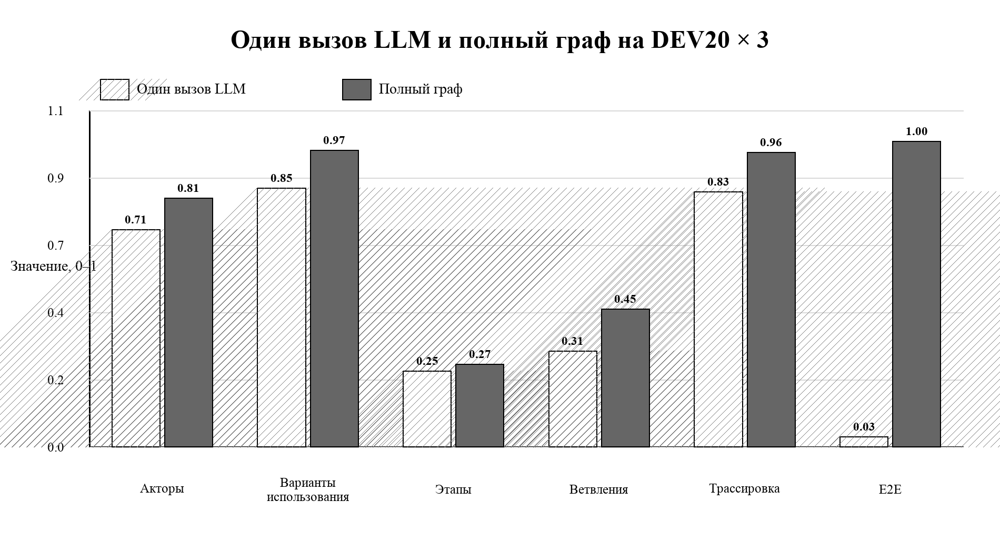 Один вызов LLM и полный граф на DEV20 × 3
Один вызов LLM
Полный граф
1.1
0.9
0.7
0.4
0.2
0.0
Значение, 0–1
0.71
0.81
0.85
0.97
0.25
0.27
0.31
0.45
0.83
0.96
0.03
1.00
Акторы
Варианты
использования
Этапы
Ветвления
Трассировка
E2E